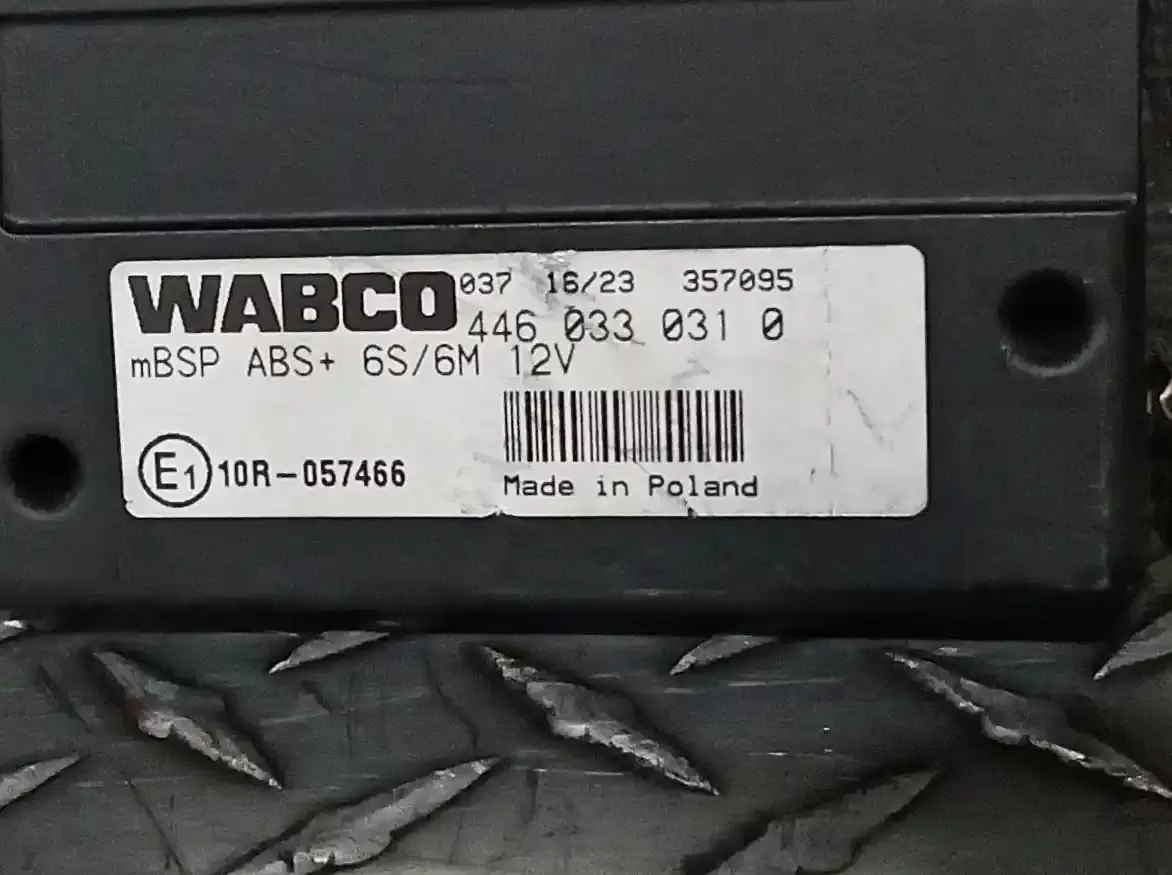 WABCO 037 16/23 357095
446 033 031 0
mBSP ABS+ 6S/6M 12V
E1 10R-057466
Made in Poland